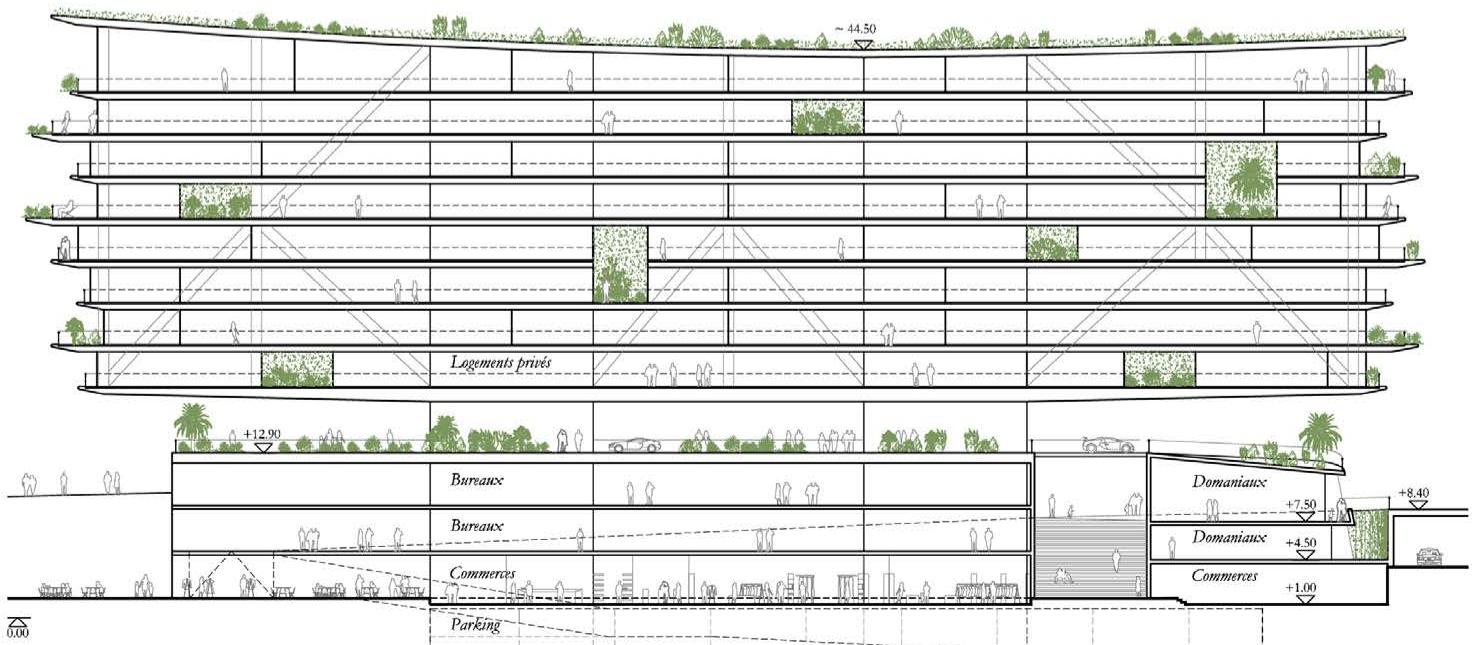 ~ 44.50
Logements privés
+12.90
Bureaux
Domaniaux
+7.50
+8.40
Bureaux
Domaniaux
+4.50
Commerces
Commerces
+1.00
0.00
Parking